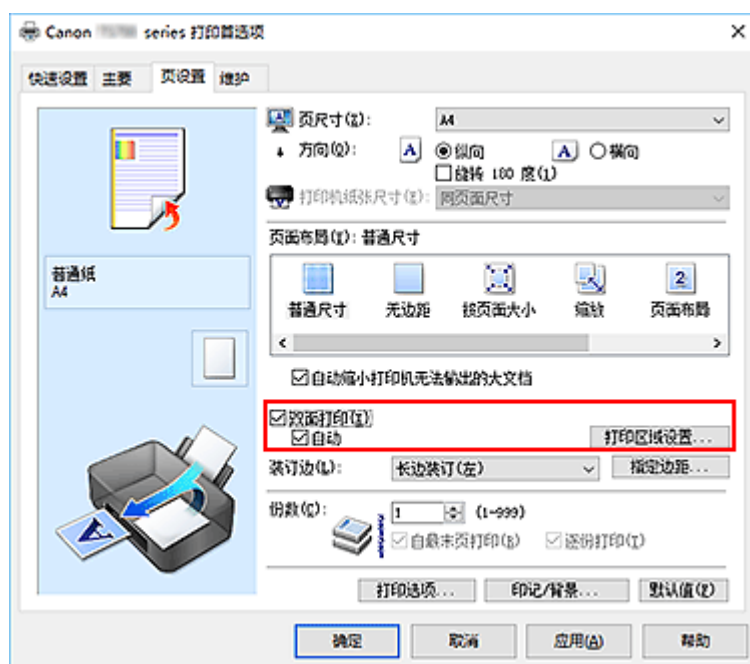 Canon series 打印首选项
快速设置 主要 页设置 维护
页尺寸(Z): A4
方向(Q): A 纵向 A 横向
旋转 180 度(1)
打印机纸张尺寸(E): 同页面尺寸
页面布局(Y): 普通尺寸
普通纸
A4
普通尺寸 无边距 按页面大小 缩放 页面布局
自动缩小打印机无法输出的大文档
双面打印(X)
自动 打印区域设置...
装订边(L): 长边装订(左) 指定边距...
份数(C): 1 (1-999)
自最末页打印(R) 逐份打印(T)
打印选项... 印记/背景... 默认值(Z)
确定 取消 应用(A) 帮助